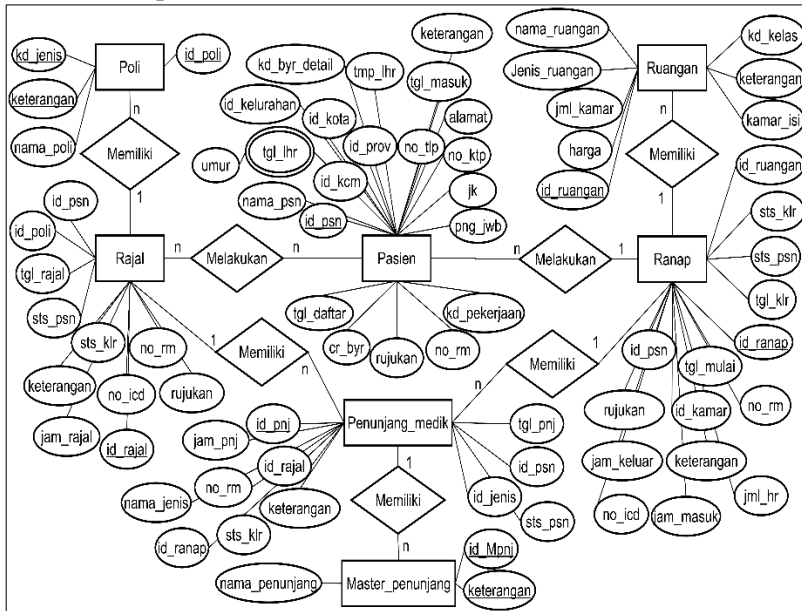 kd_jenis
Poli
id_poli
keterangan
nama_poli
n
Memiliki
1
keterangan
kd_byr_detail
tmp_lhr
tgl_masuk
id_kelurahan
id_kota
alamat
tgl_lhr
id_prov
no_tlp
no_ktp
umur
id_kcm
nama_psn
jk
id_psn
png_jwb
nama_ruangan
Jenis_ruangan
jml_kamar
harga
id_ruangan
Ruangan
kd_kelas
keterangan
kamar_isi
n
Memiliki
1
id_psn
id_poli
tgl_rajal
sts_psn
Rajal
n
Melakukan
n
Pasien
n
Melakukan
1
Ranap
id_ruangan
sts_klr
sts_psn
tgl_klr
id_ranap
sts_klr
no_rm
keterangan
no_icd
rujukan
jam_rajal
id_rajal
1
Memiliki
n
tgl_daftar
kd_pekerjaan
cr_byr
rujukan
no_rm
1
Memiliki
n
id_psn
tgl_mulai
no_rm
rujukan
id_kamar
jam_keluar
keterangan
jml_hr
no_icd
jam_masuk
id_pnj
jam_pnj
Penunjang_medik
tgl_pnj
id_rajal
no_rm
nama_jenis
keterangan
id_psn
id_jenis
sts_klr
id_ranap
sts_psn
1
Memiliki
n
nama_penunjang
Master_penunjang
id_Mpnj
keterangan